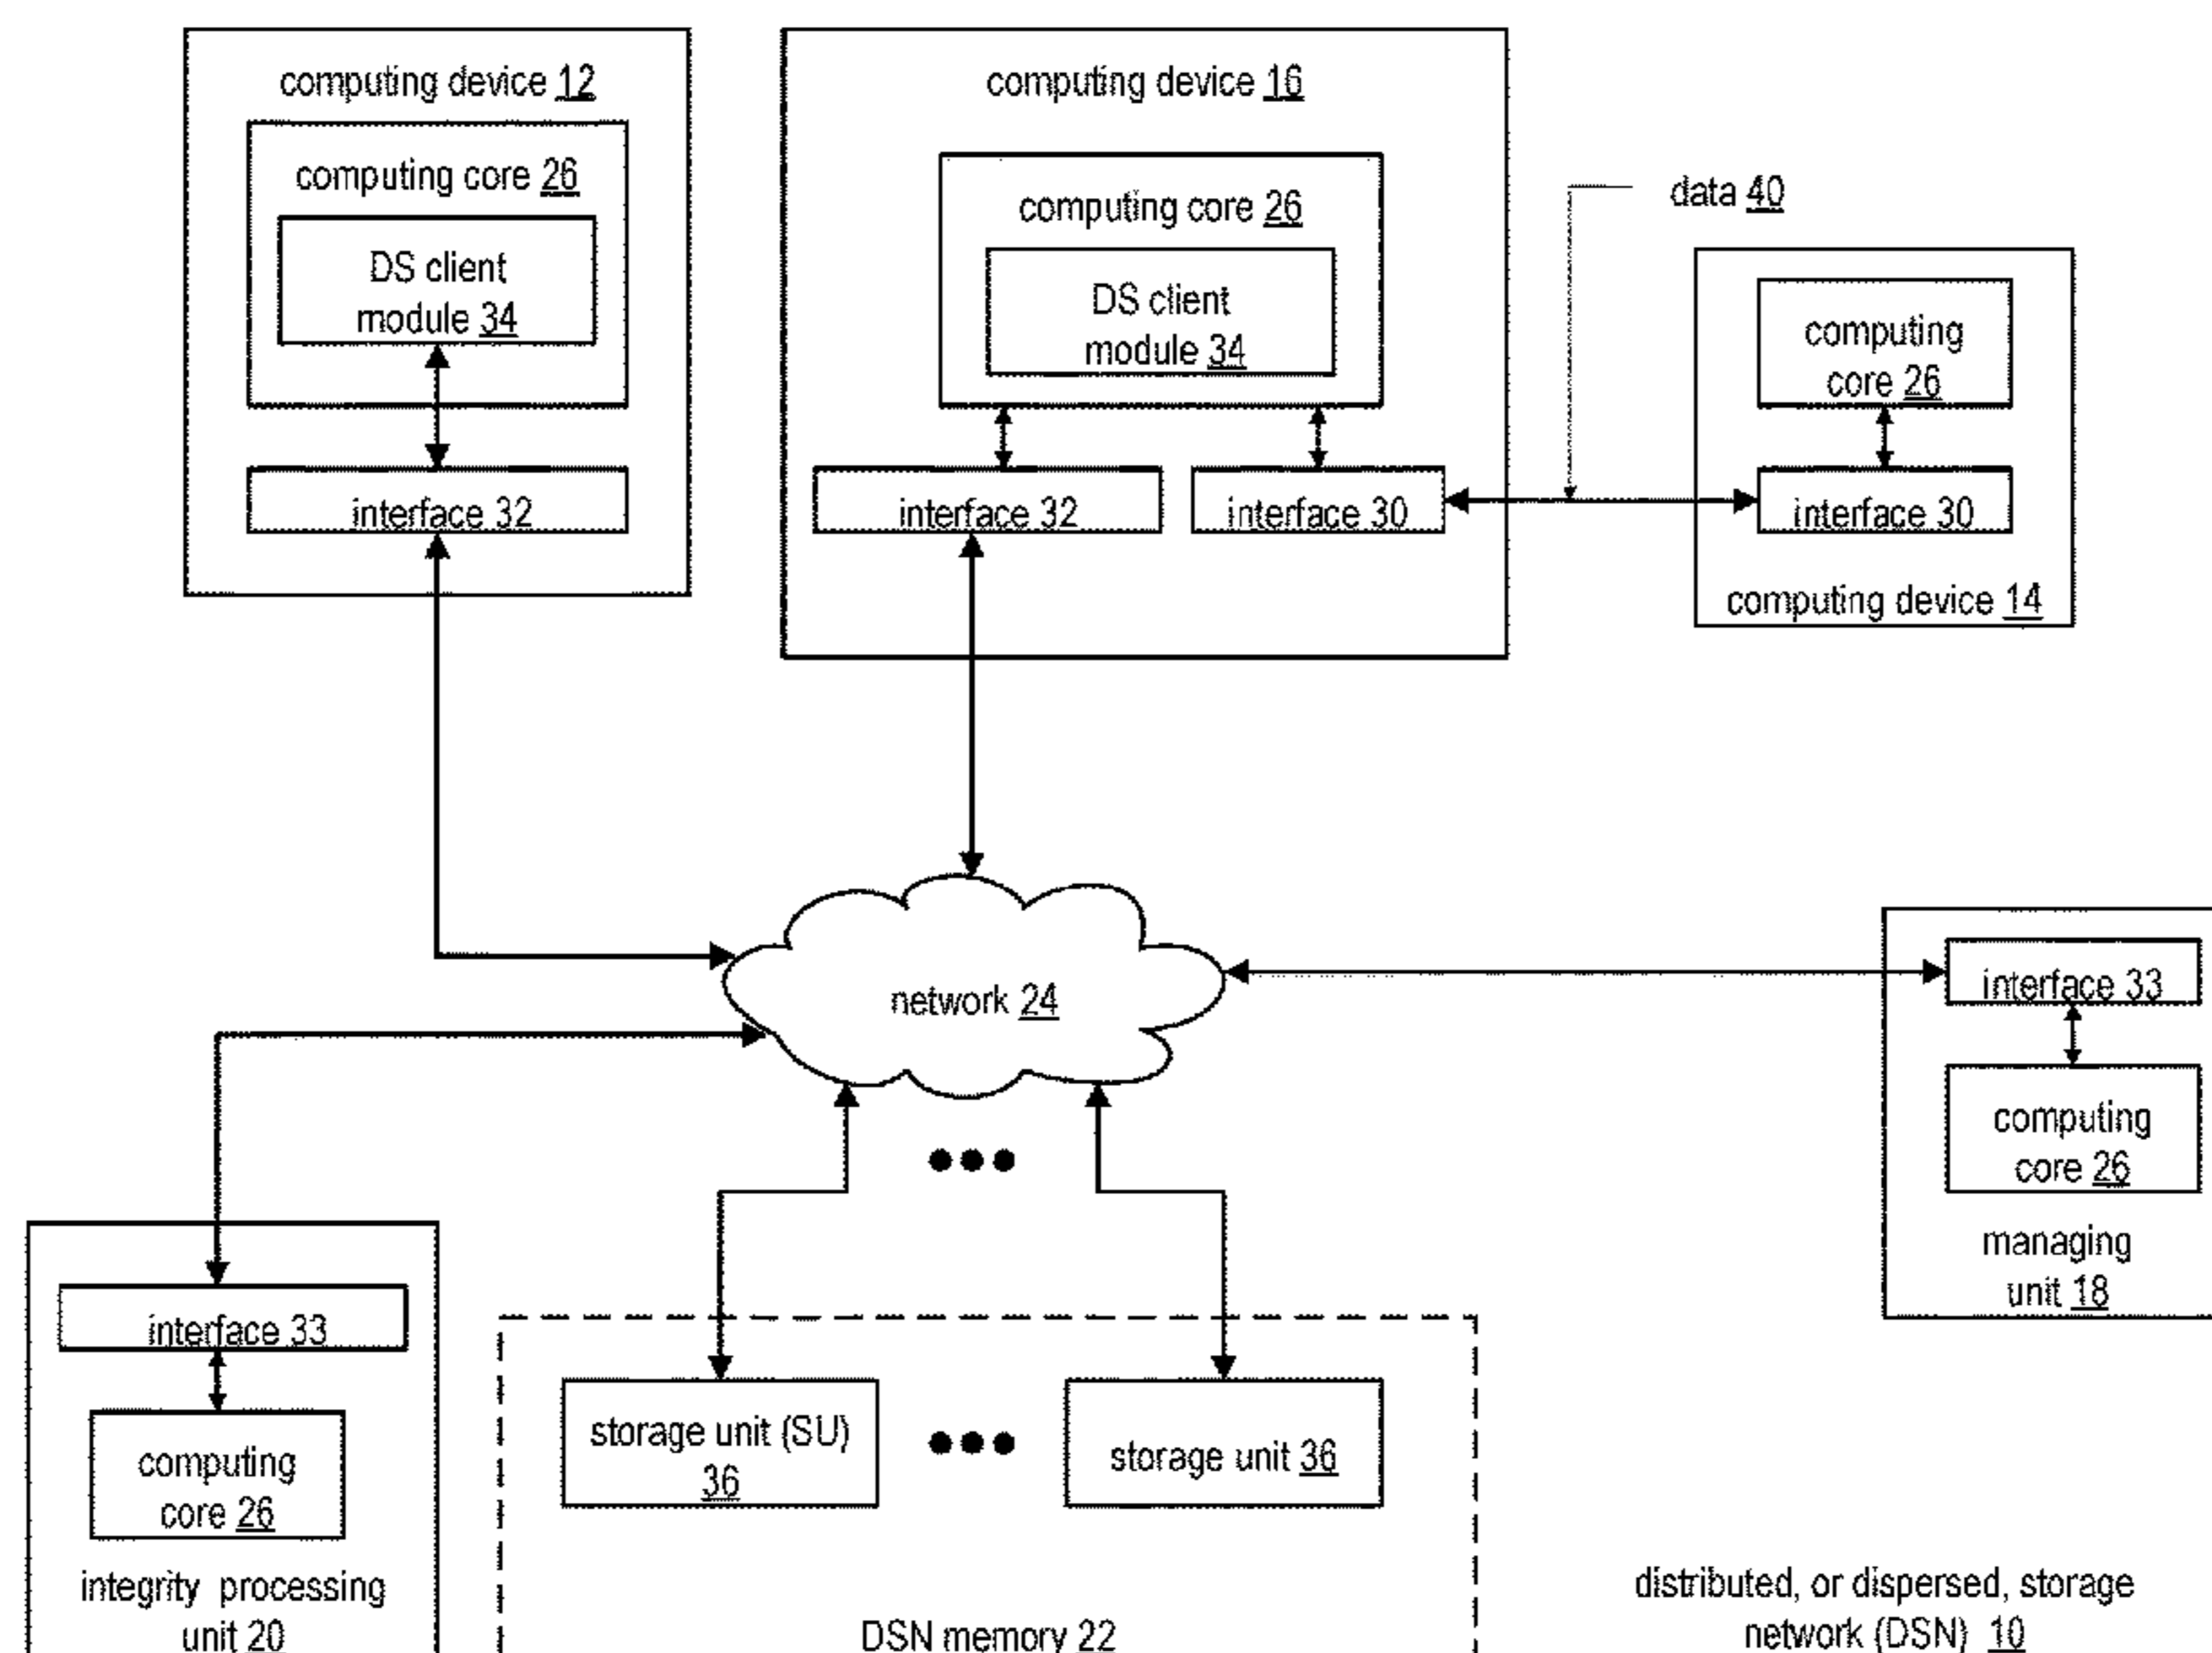 computing device 12
computing core 26
DS client
module 34
interface 32
computing device 16
computing core 26
DS client
module 34
interface 32
interface 30
data 40
computing
core 26
interface 30
computing device 14
network 24
interface 33
computing
core 26
managing
unit 18
interface 33
computing
core 26
integrity processing
unit 20
storage unit (SU)
36
storage unit 36
DSN memory 22
distributed, or dispersed, storage
network (DSN) 10